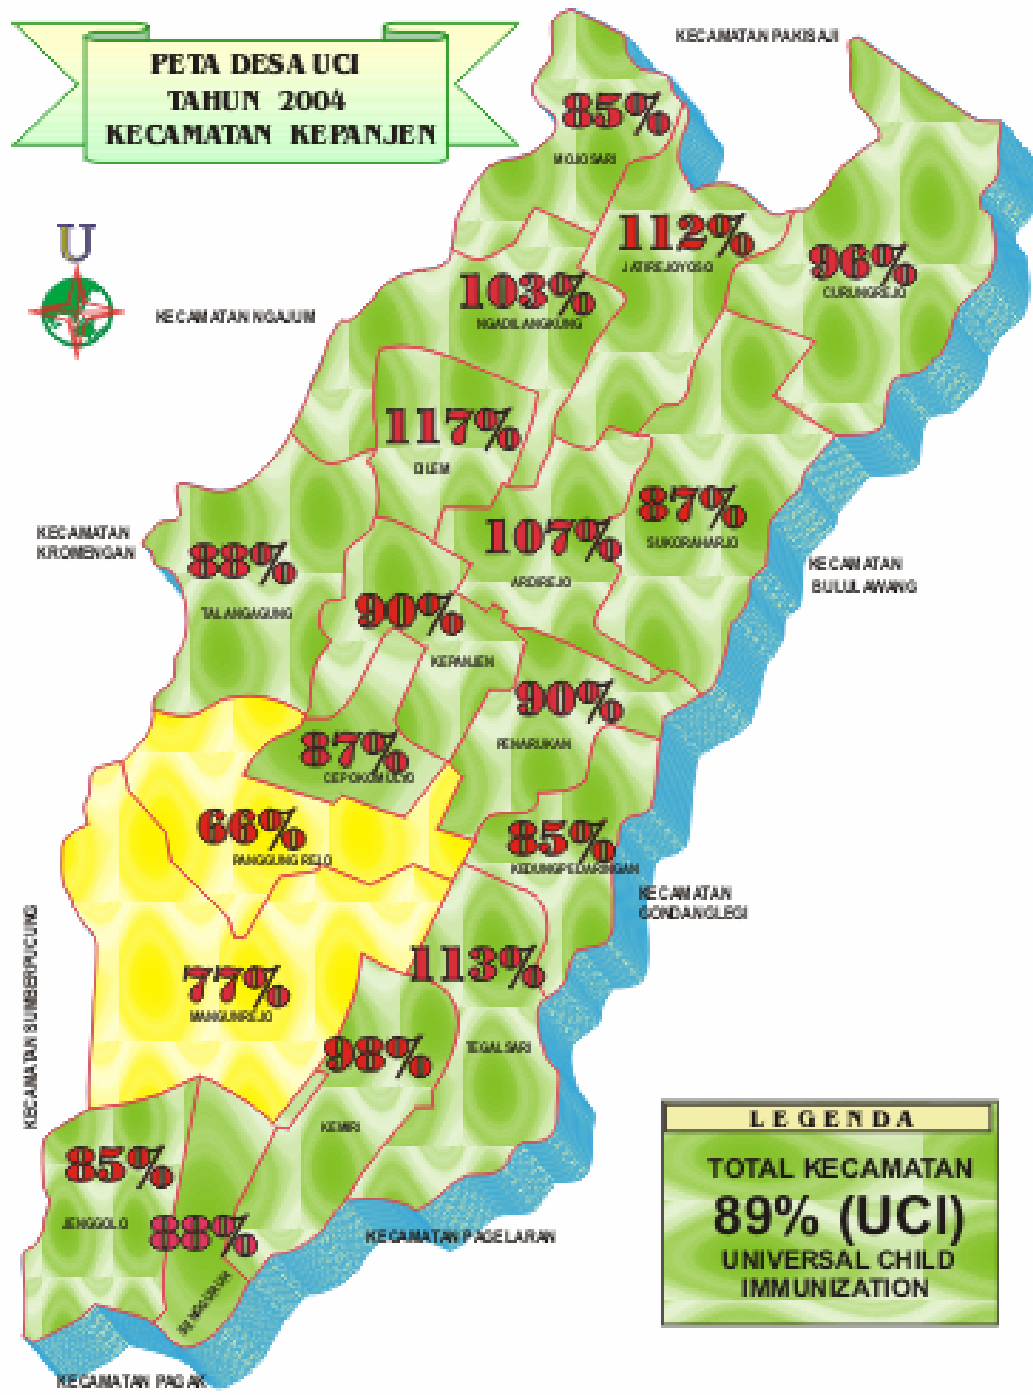 PETA DESA UCI
TAHUN 2004
KECAMATAN KEPANJEN
KECAMATAN PAKISAJI
85%
MOJOSARI
U
112%
JATIREJOYOSO
96%
CURUNGREJO
103%
NGADILANGKUNG
KECAMATAN NGAJUM
117%
DILEM
87%
SUKORAHARJO
107%
ARDIREJO
KECAMATAN
KROMENGAN
88%
TALANGAGUNG
KECAMATAN
BULULAWANG
90%
KEPANJEN
90%
PENARUKAN
87%
CEPOKOMULYO
66%
PANGGUNGREJO
85%
KEDUNGPEDARINGAN
KECAMATAN
GONDANGLEGI
KECAMATAN SUMBERPUCUNG
113%
TEGALSARI
77%
MANGUNREJO
98%
KEMIRI
85%
JENGGOLO
88%
SENGGURUH
KECAMATAN PAGELARAN
KECAMATAN PAGAK
LEGENDA
TOTAL KECAMATAN
89% (UCI)
UNIVERSAL CHILD
IMMUNIZATION